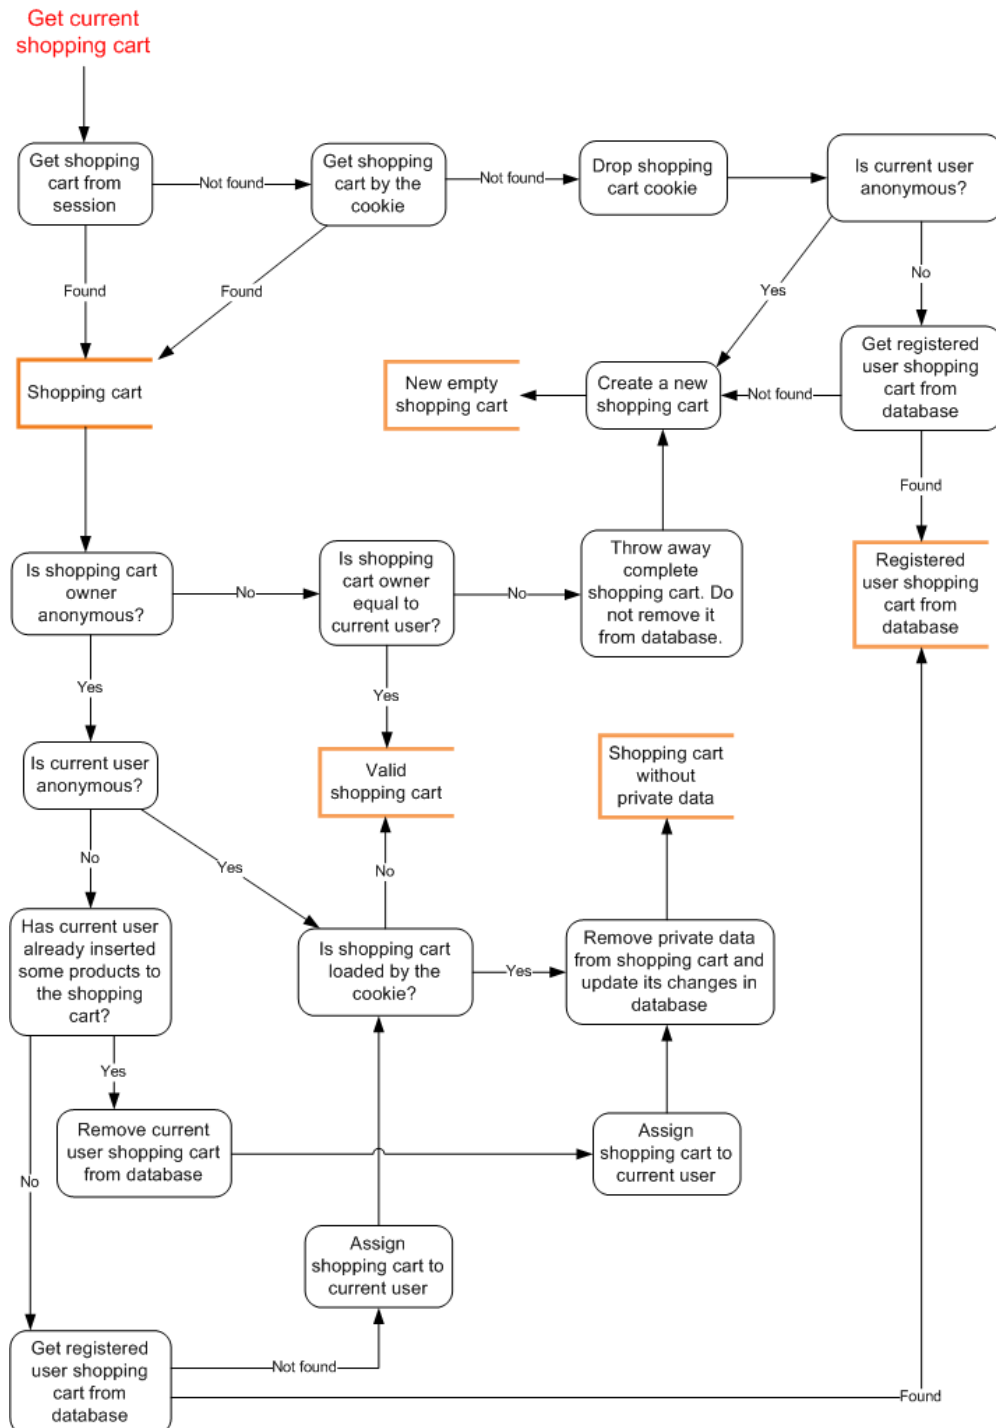 Get current
shopping cart
Get shopping
cart from
session
Not found
Get shopping
cart by the
cookie
Not found
Drop shopping
cart cookie
Is current user
anonymous?
Found
Found
Yes
No
Shopping cart
New empty
shopping cart
Create a new
shopping cart
Not found
Get registered
user shopping
cart from
database
Found
Is shopping cart
owner
anonymous?
No
Is shopping
cart owner
equal to
current user?
No
Throw away
complete
shopping cart. Do
not remove it
from database.
Registered
user shopping
cart from
database
Yes
Yes
Is current user
anonymous?
Valid
shopping cart
Shopping cart
without
private data
No
Yes
No
Has current user
already inserted
some products to
the shopping
cart?
Is shopping cart
loaded by the
cookie?
Yes
Remove private data
from shopping cart and
update its changes in
database
Yes
Remove current
user shopping cart
from database
Assign
shopping cart to
current user
No
Assign
shopping cart to
current user
Get registered
user shopping
cart from
database
Not found
Found